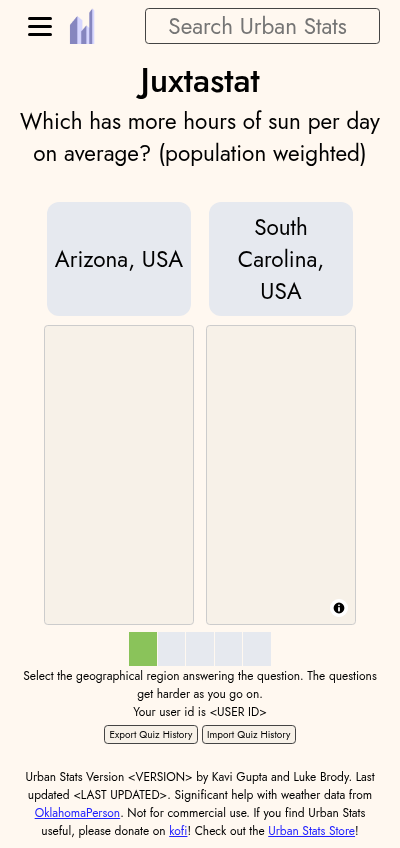 Search Urban Stats
Juxtastat
Which has more hours of sun per day
on average? (population weighted)
Arizona, USA
South
Carolina,
USA
Select the geographical region answering the question. The questions
get harder as you go on.
Your user id is <USER ID>
Export Quiz History
Import Quiz History
Urban Stats Version <VERSION> by Kavi Gupta and Luke Brody. Last
updated <LAST UPDATED>. Significant help with weather data from
OklahomaPerson. Not for commercial use. If you find Urban Stats
useful, please donate on kofi! Check out the Urban Stats Store!